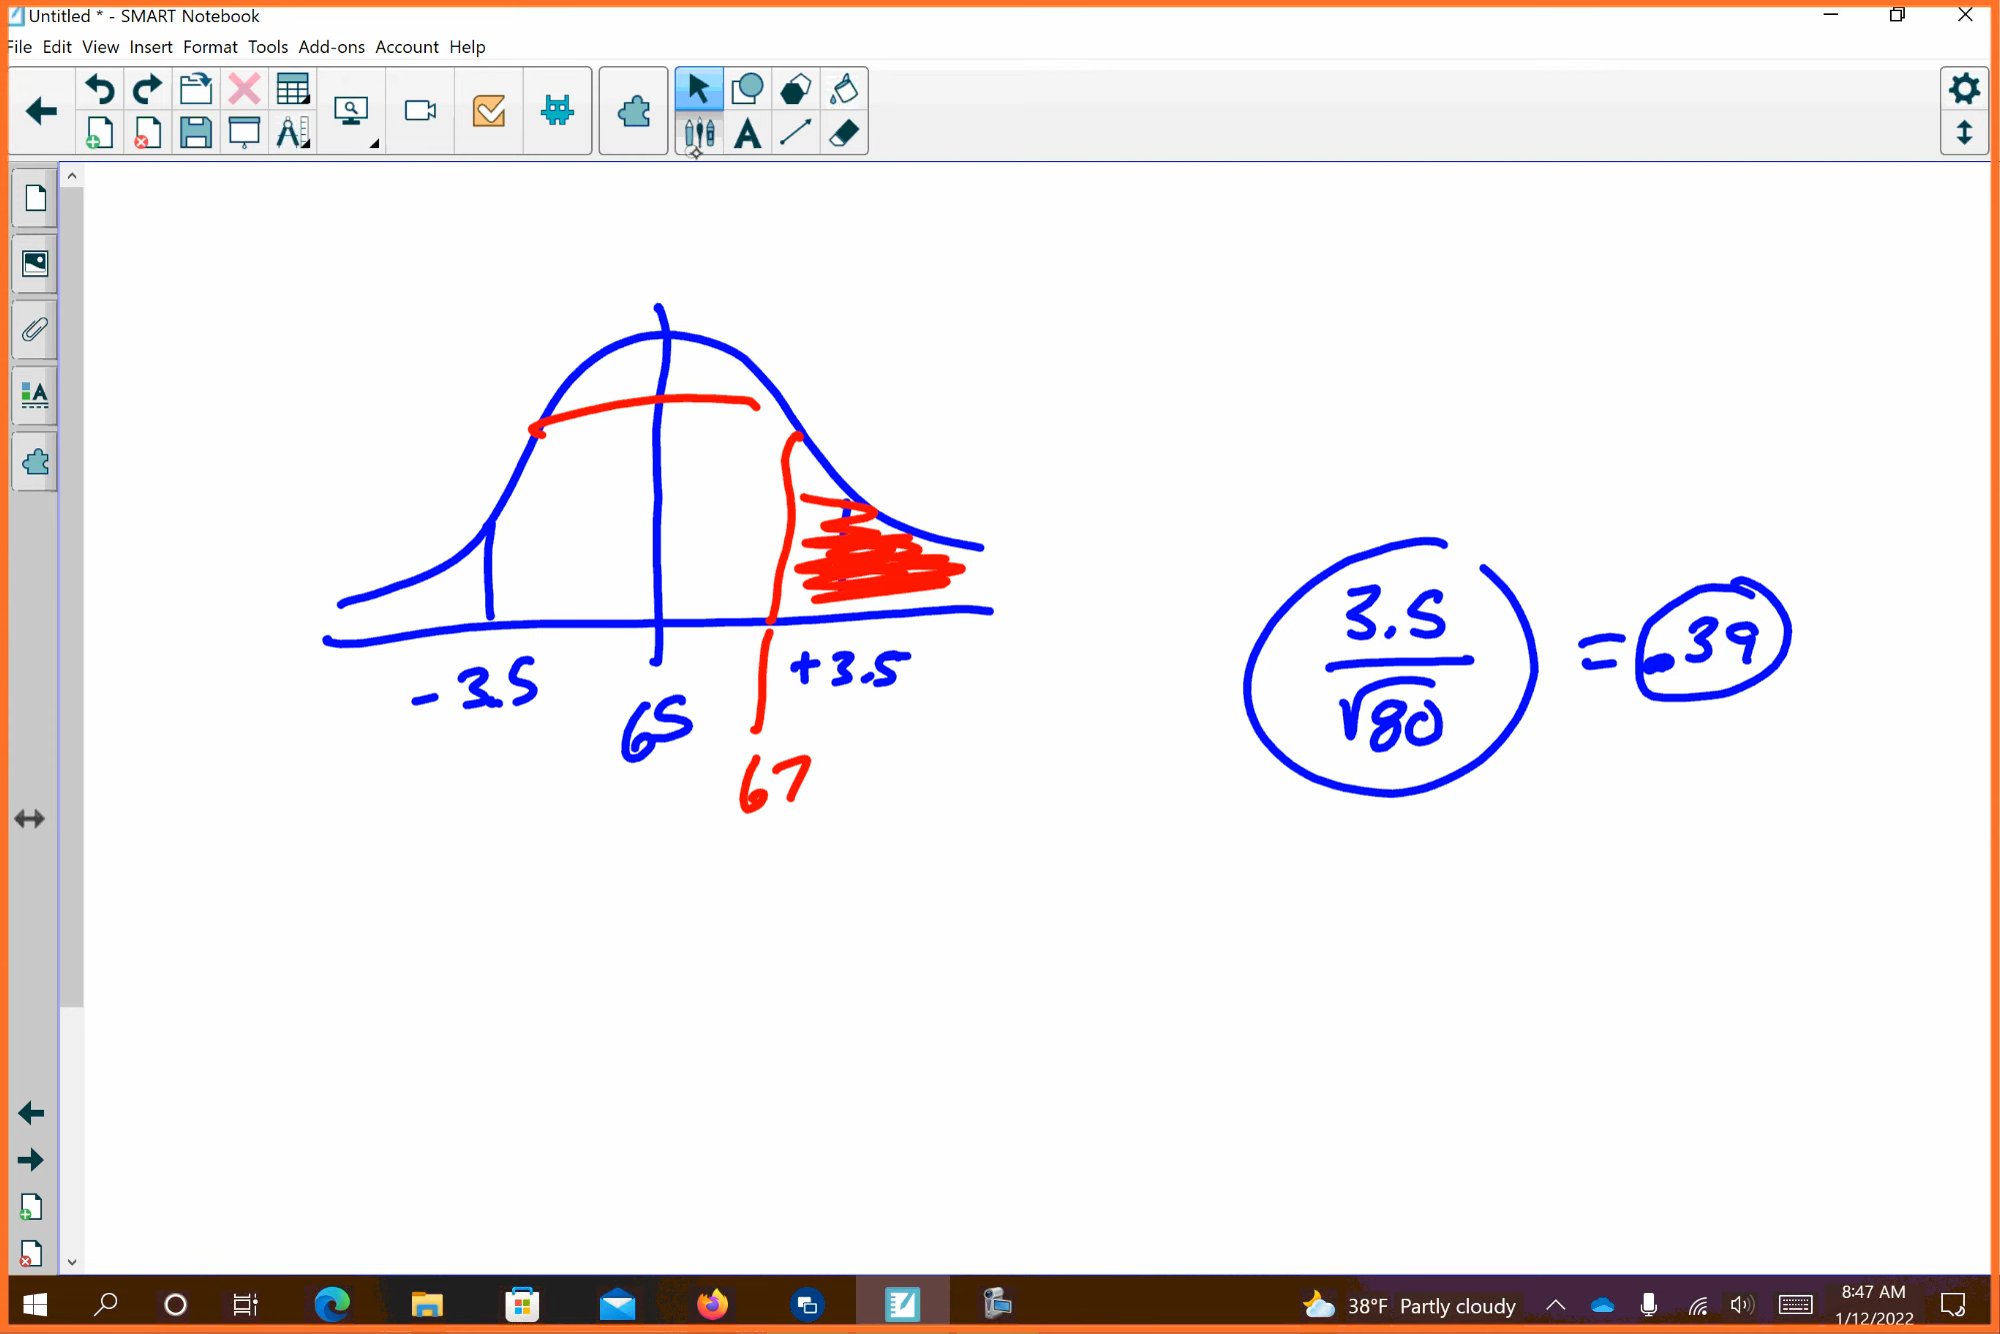 Untitled * - SMART Notebook
File Edit View Insert Format Tools Add-ons Account Help
- 3.5
65
+3.5
67
3.5
√80
= .39
38°F Partly cloudy
8:47 AM
1/12/2022